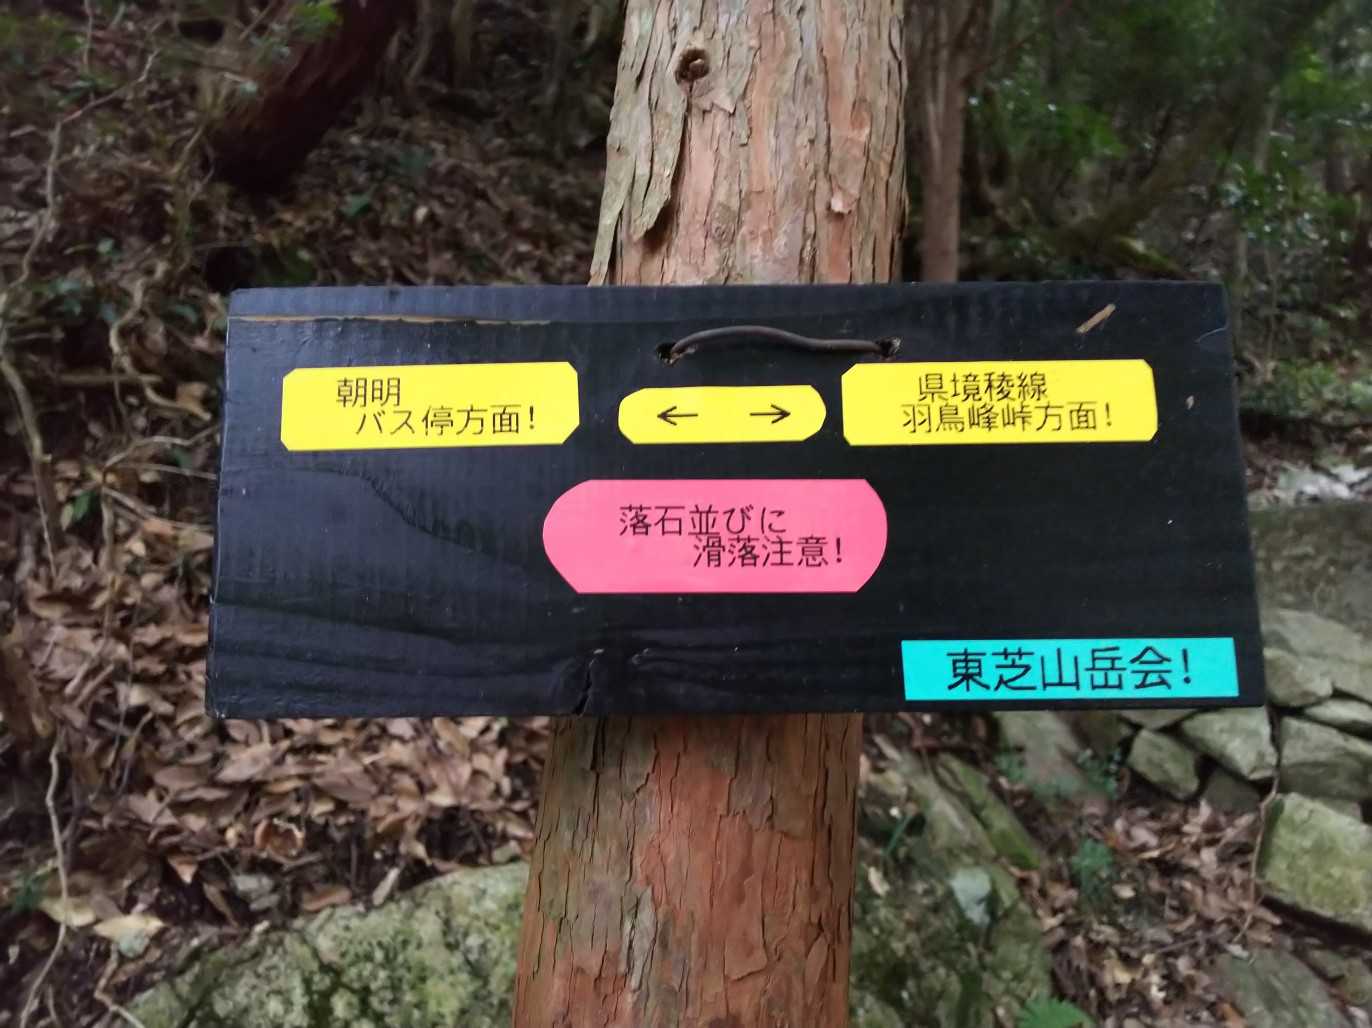 朝明
バス停方面!
← →
県境稜線
羽鳥峰峠方面!
落石並びに
滑落注意!
東芝山岳会!